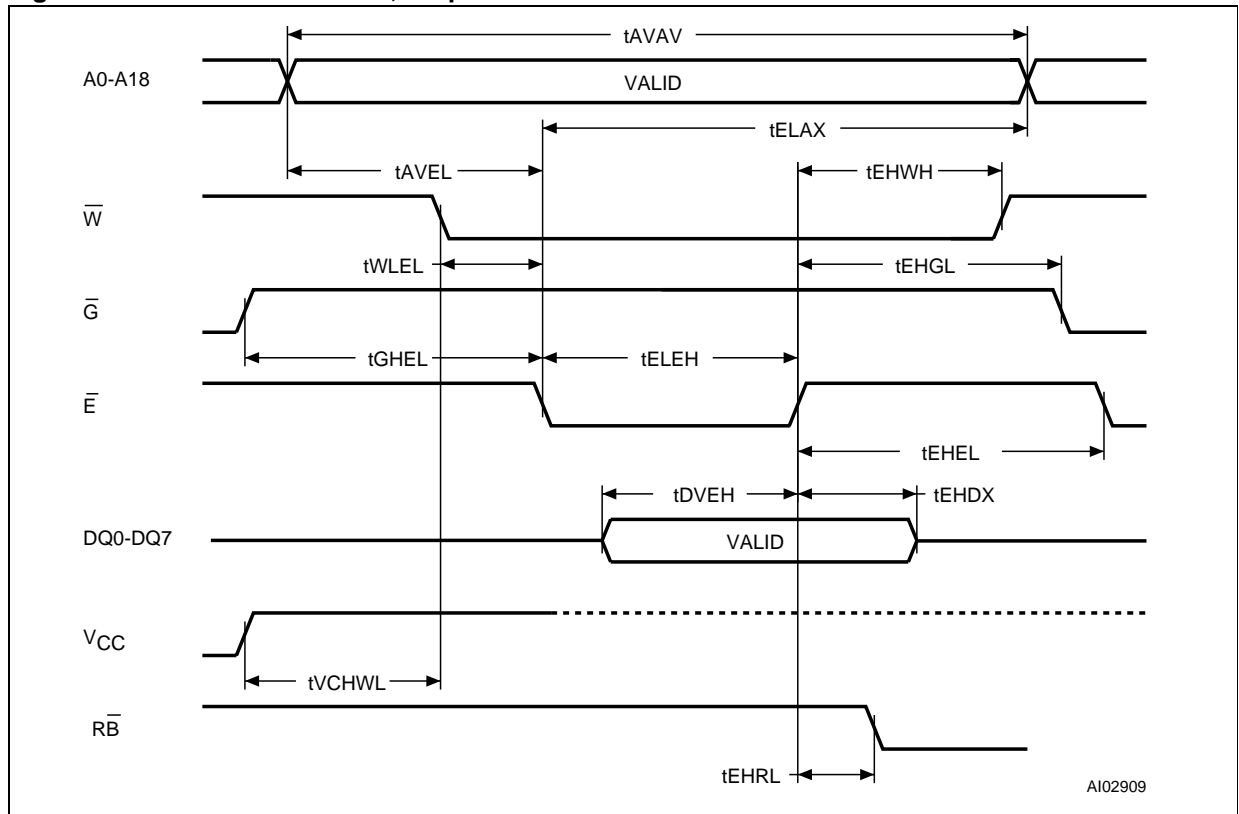 tAVAV
A0-A18
VALID
tELAX
tAVEL
tEHWH
W̅
tWLEL
tEHGL
G̅
tGHEL
tELEH
E̅
tEHEL
tDVEH
tEHDX
DQ0-DQ7
VALID
VCC
tVCHWL
RB̅
tEHRL
AI02909